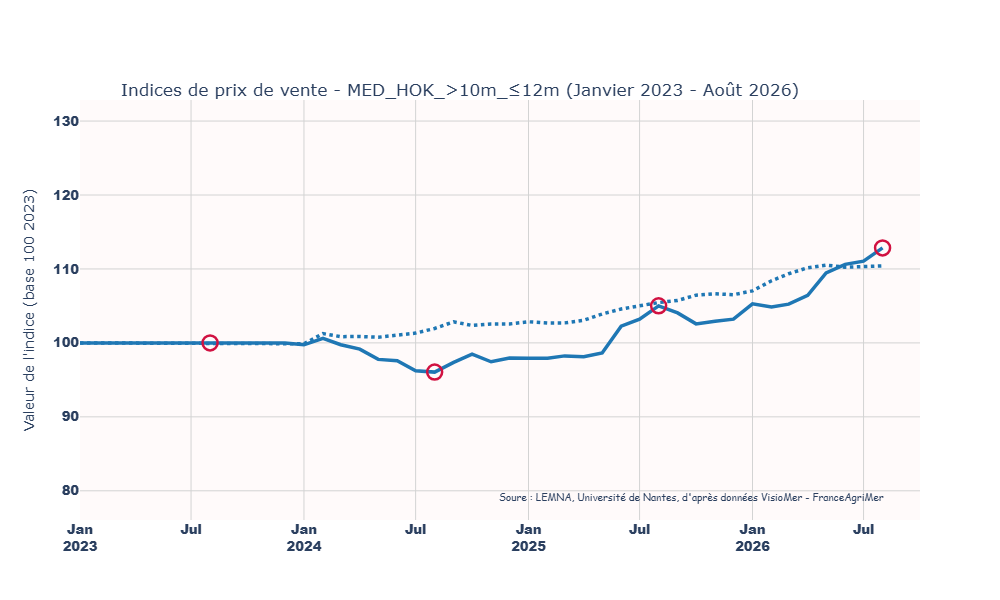 Indices de prix de vente - MED_HOK_>10m_≤12m (Janvier 2023 - Août 2026)
Valeur de l'indice (base 100 2023)
130
120
110
100
90
80
Soure : LEMNA, Université de Nantes, d'après données VisioMer - FranceAgriMer
Jan Jul Jan Jul Jan Jul Jan Jul
2023 2024 2025 2026